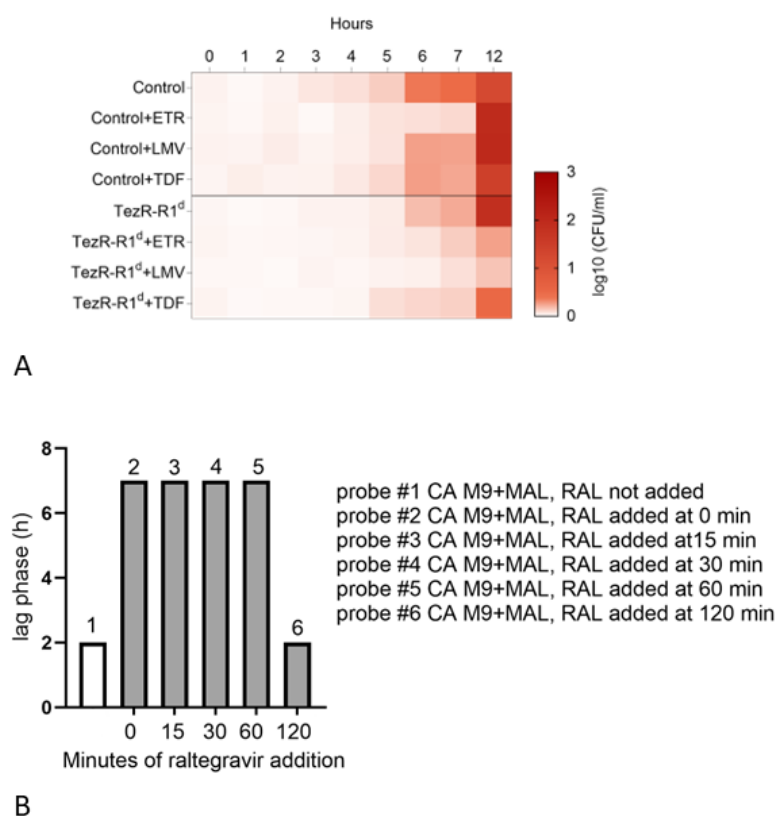 Hours
0 1 2 3 4 5 6 7 12
Control
Control+ETR
Control+LMV
Control+TDF
TezR-R1ᵈ
TezR-R1ᵈ+ETR
TezR-R1ᵈ+LMV
TezR-R1ᵈ+TDF
3
2
1
0
log10 (CFU/ml)
A
8
6
4
2
0
lag phase (h)
1 2 3 4 5 6
0 15 30 60 120
Minutes of raltegravir addition
probe #1 CA M9+MAL, RAL not added
probe #2 CA M9+MAL, RAL added at 0 min
probe #3 CA M9+MAL, RAL added at15 min
probe #4 CA M9+MAL, RAL added at 30 min
probe #5 CA M9+MAL, RAL added at 60 min
probe #6 CA M9+MAL, RAL added at 120 min
B